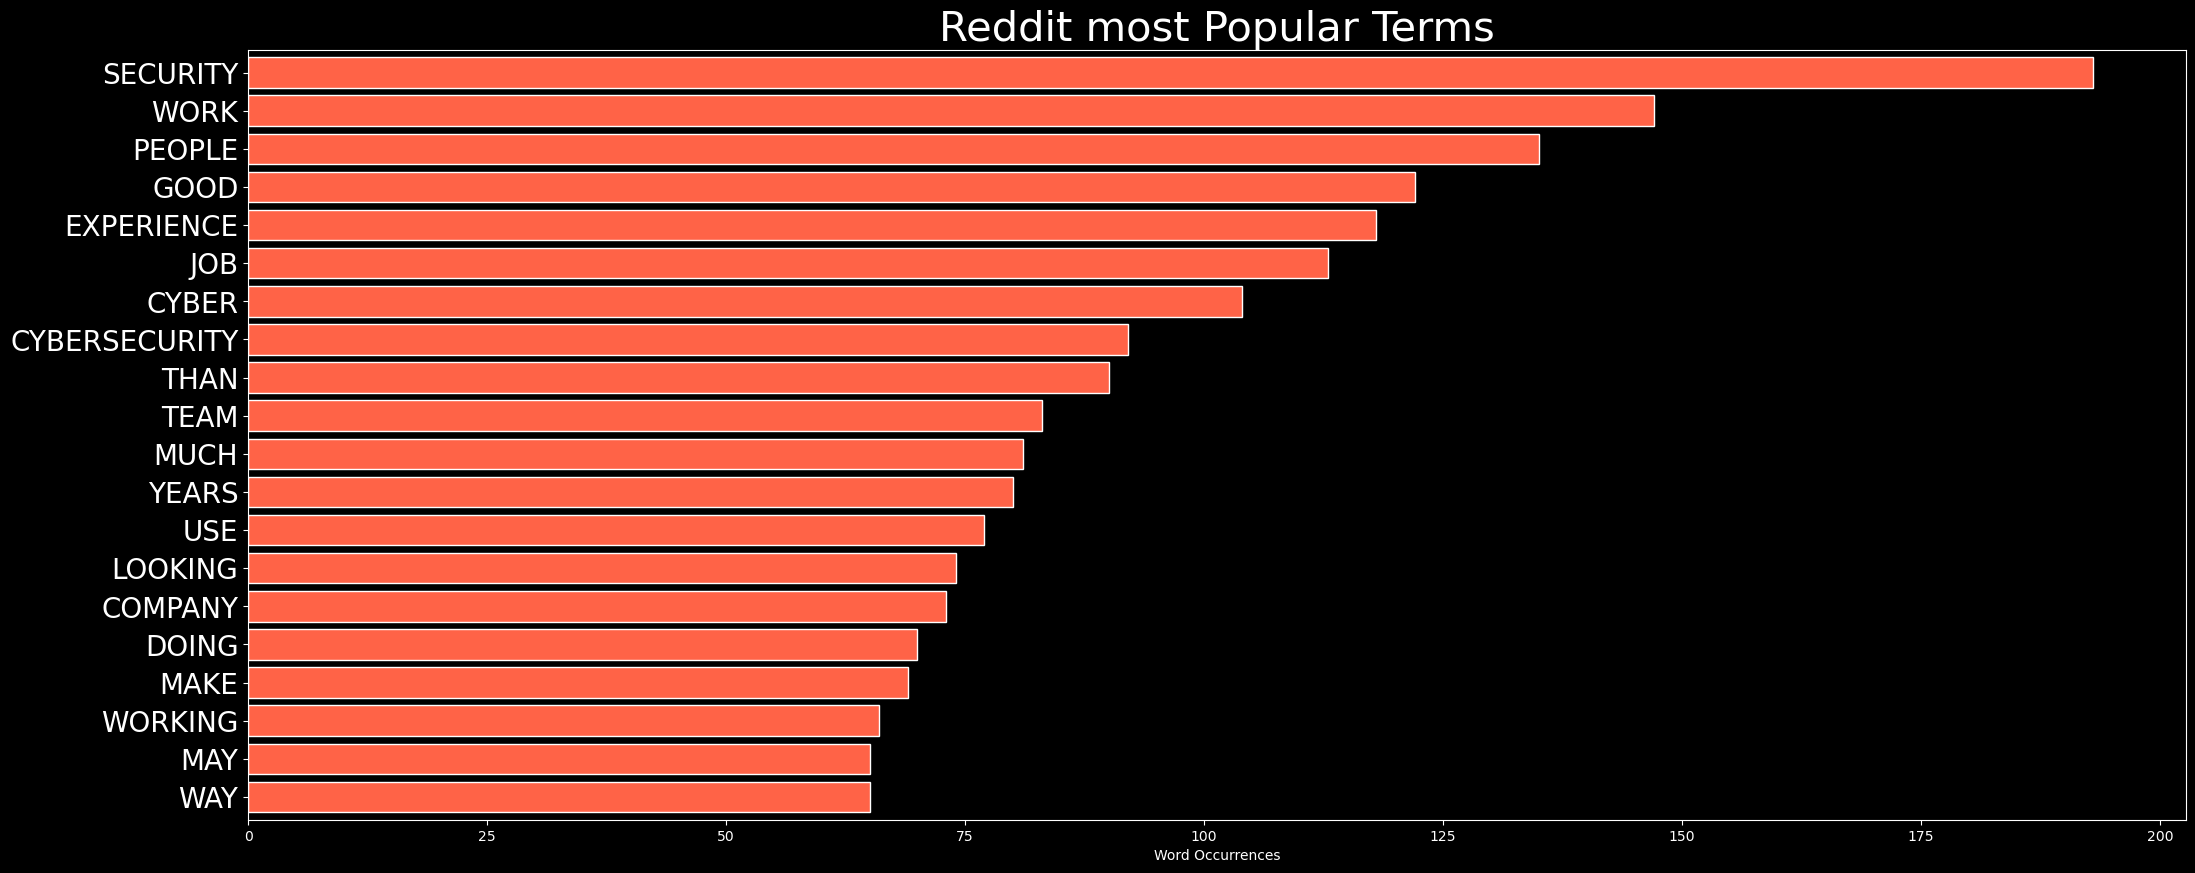 Reddit most Popular Terms
SECURITY
WORK
PEOPLE
GOOD
EXPERIENCE
JOB
CYBER
CYBERSECURITY
THAN
TEAM
MUCH
YEARS
USE
LOOKING
COMPANY
DOING
MAKE
WORKING
MAY
WAY
0 25 50 75 100 125 150 175 200
Word Occurrences